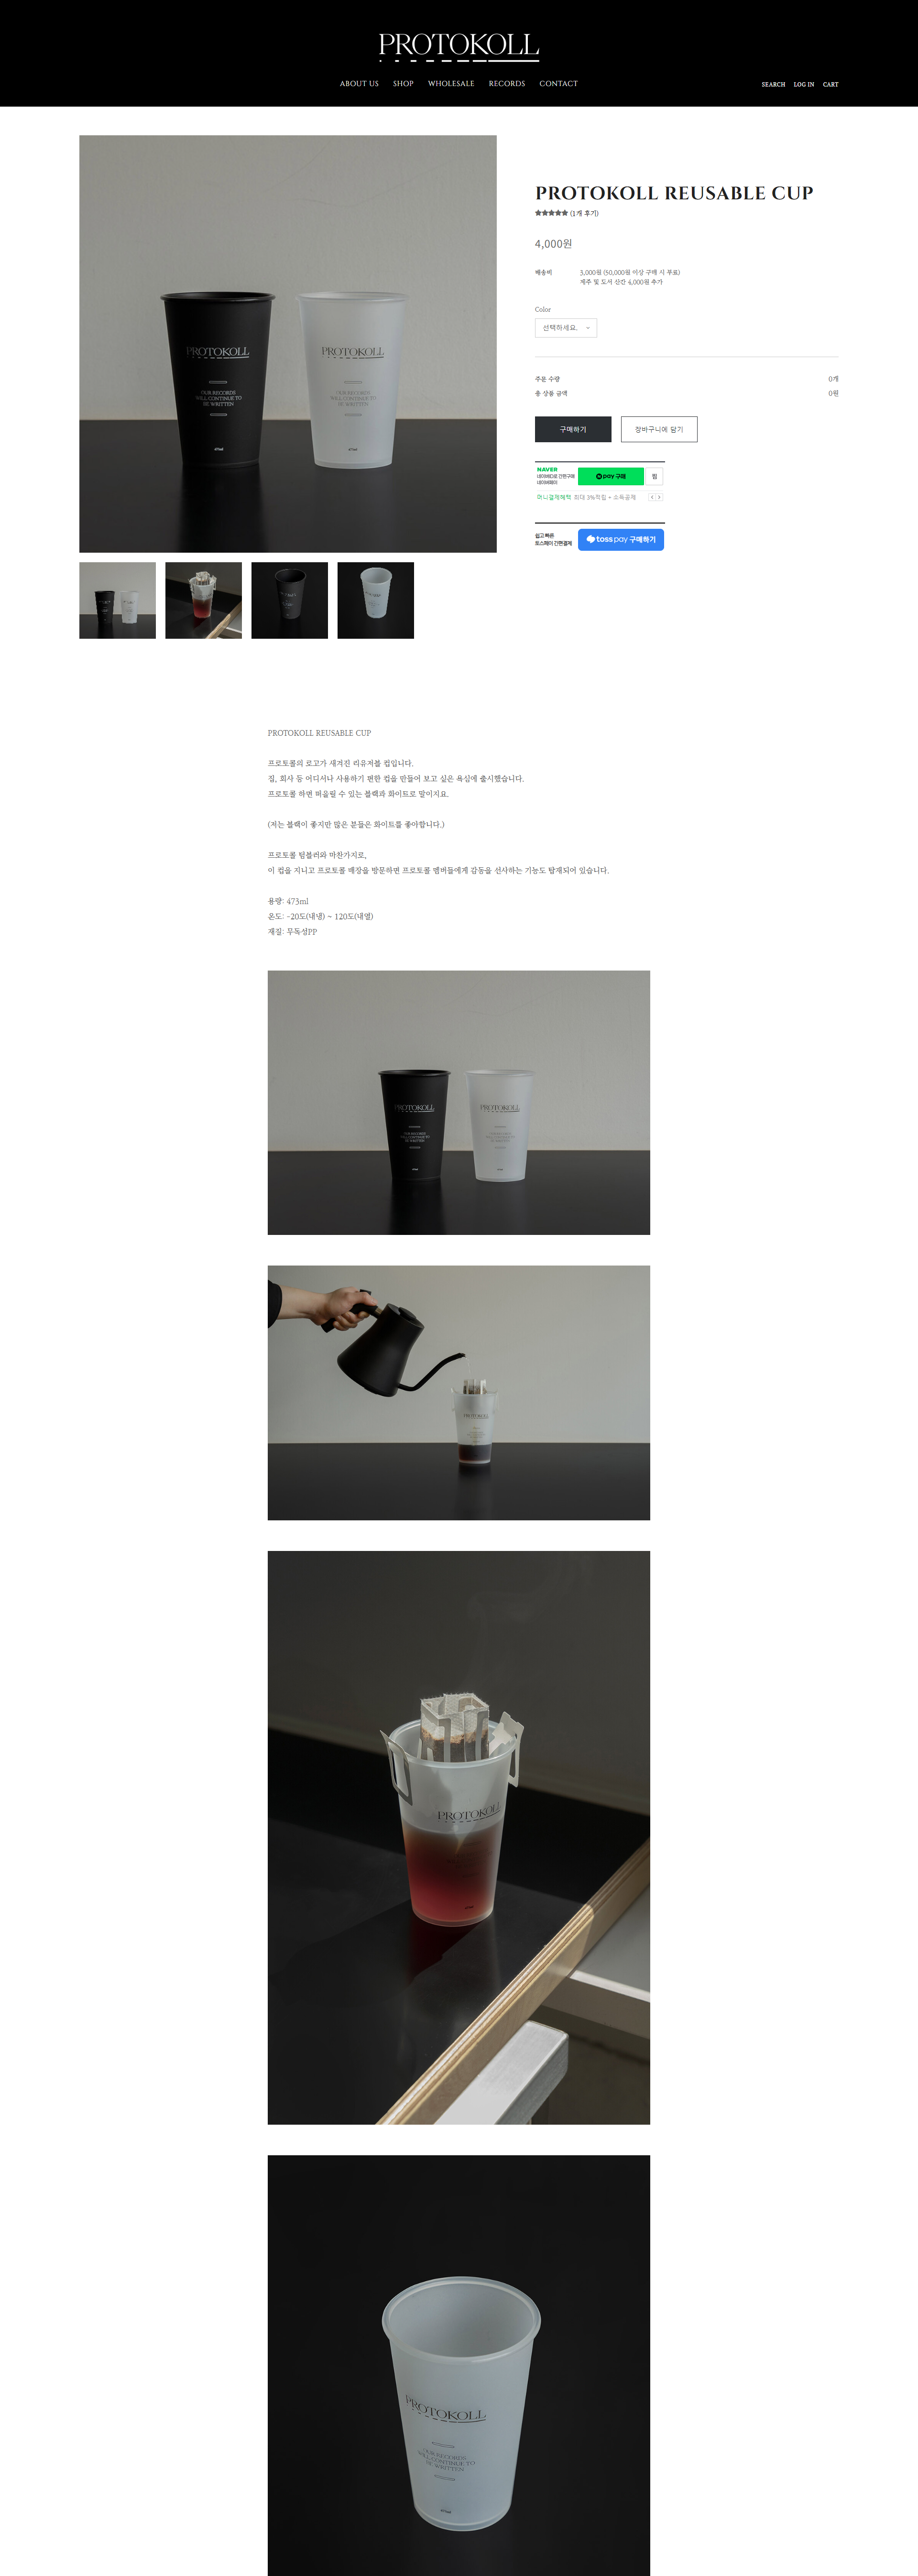 PROTOKOLL
ABOUT US SHOP WHOLESALE RECORDS CONTACT
SEARCH LOG IN CART
PROTOKOLL REUSABLE CUP
★★★★★ (1개 후기)
4,000원
배송비 3,000원 (50,000원 이상 구매 시 무료)
제주 및 도서 산간 4,000원 추가
Color
선택하세요.
주문 수량 0개
총 상품 금액 0원
구매하기 장바구니에 담기
NAVER
네이버ID로 간편구매
네이버페이
pay 구매 찜
머니결제혜택 최대 3%적립 + 소득공제
쉽고 빠른
토스페이 간편결제
toss pay 구매하기
PROTOKOLL
OUR RECORDS
WILL CONTINUE TO
BE WRITTEN
473ml
PROTOKOLL
OUR RECORDS
WILL CONTINUE TO
BE WRITTEN
473ml
PROTOKOLL REUSABLE CUP
프로토콜의 로고가 새겨진 리유저블 컵입니다.
집, 회사 등 어디서나 사용하기 편한 컵을 만들어 보고 싶은 욕심에 출시했습니다.
프로토콜 하면 떠올릴 수 있는 블랙과 화이트로 말이지요.
(저는 블랙이 좋지만 많은 분들은 화이트를 좋아합니다.)
프로토콜 텀블러와 마찬가지로,
이 컵을 지니고 프로토콜 매장을 방문하면 프로토콜 멤버들에게 감동을 선사하는 기능도 탑재되어 있습니다.
용량: 473ml
온도: -20도(내냉) ~ 120도(내열)
재질: 무독성PP
PROTOKOLL
OUR RECORDS
WILL CONTINUE TO
BE WRITTEN
PROTOKOLL
OUR RECORDS
WILL CONTINUE TO
BE WRITTEN
PROTOKOLL
PROTOKOLL
PROTOKOLL
OUR RECORDS
WILL CONTINUE TO
BE WRITTEN